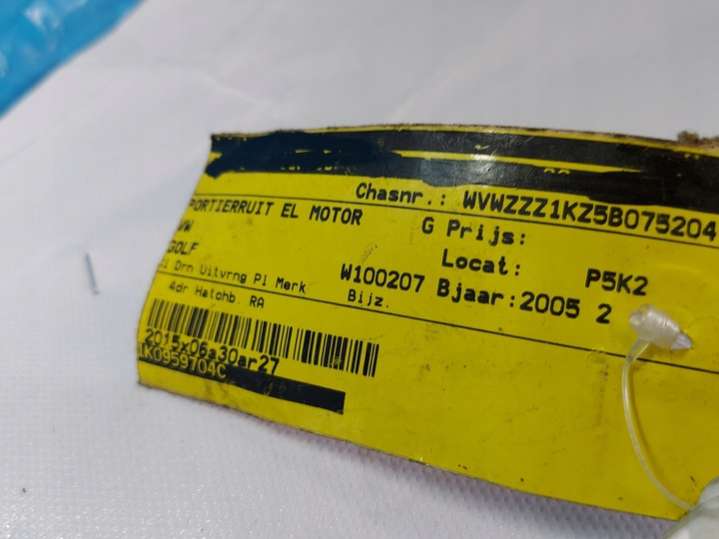 Chasnr.: WVWZZZ1KZ5B075204
PORTIERRUIT EL MOTOR G Prijs:
VW Locat: P5K2
GOLF W100207 Bjaar:2005 2
Drn Uitvrng Pl Merk Bijz.
4dr Hatchb. RA
2015x06a30ar27
1K0959704C